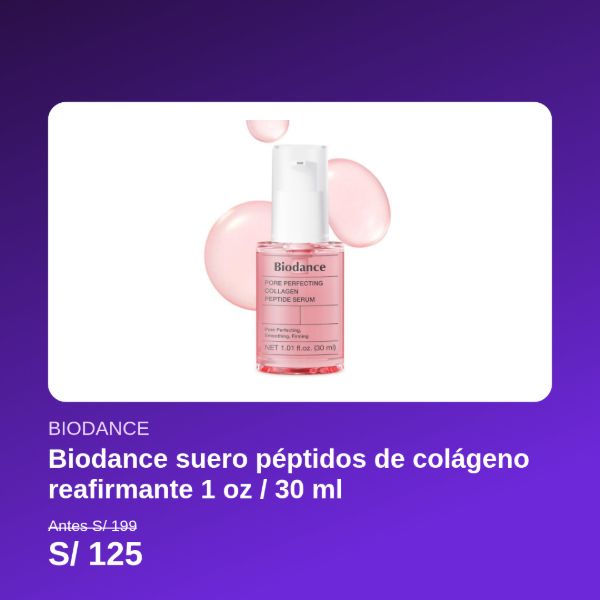 Biodance
PORE PERFECTING
COLLAGEN
PEPTIDE SERUM
Pore Perfecting,
Smoothing, Firming
NET 1.01 fl.oz. (30 ml)
BIODANCE
Biodance suero péptidos de colágeno
reafirmante 1 oz / 30 ml
Antes S/ 199
S/ 125